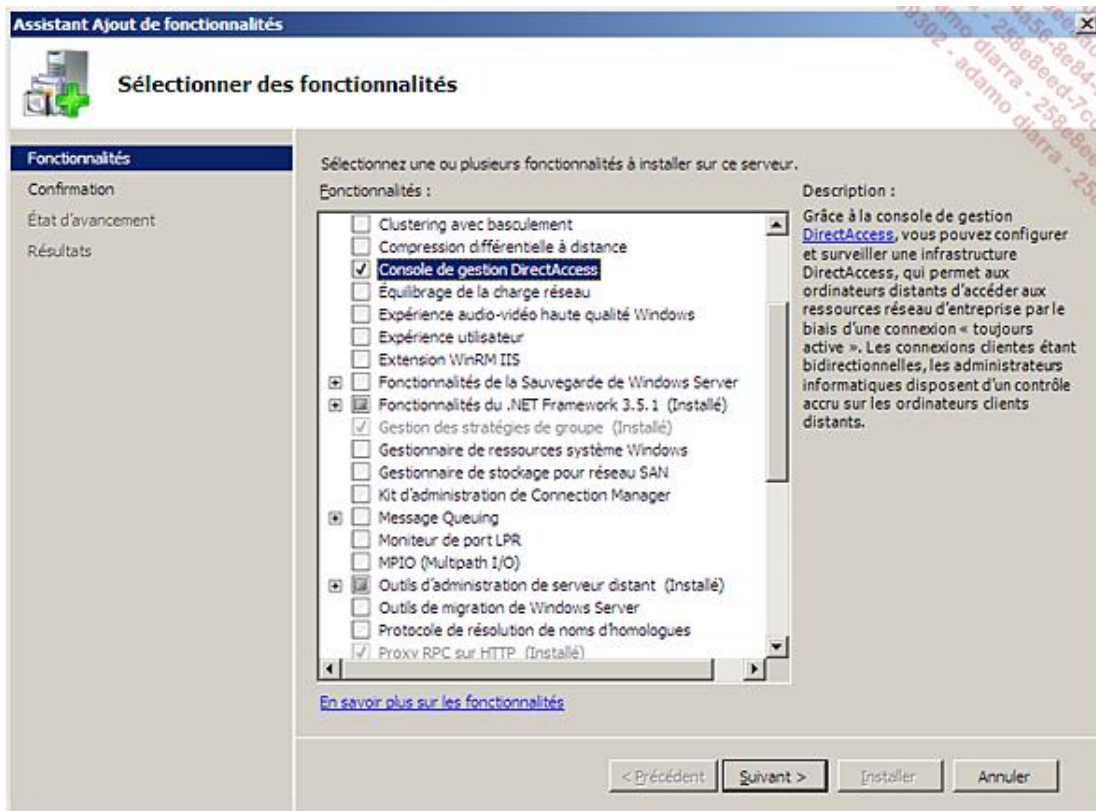 Assistant Ajout de fonctionnalités
Sélectionner des fonctionnalités
Fonctionnalités
Confirmation
État d'avancement
Résultats
Sélectionnez une ou plusieurs fonctionnalités à installer sur ce serveur.
Fonctionnalités :
Clustering avec basculement
Compression différentielle à distance
Console de gestion DirectAccess
Équilibrage de la charge réseau
Expérience audio-vidéo haute qualité Windows
Expérience utilisateur
Extension WinRM IIS
Fonctionnalités de la Sauvegarde de Windows Server
Fonctionnalités du .NET Framework 3.5.1 (Installé)
Gestion des stratégies de groupe (Installé)
Gestionnaire de ressources système Windows
Gestionnaire de stockage pour réseau SAN
Kit d'administration de Connection Manager
Message Queuing
Moniteur de port LPR
MPIO (Multipath I/O)
Outils d'administration de serveur distant (Installé)
Outils de migration de Windows Server
Protocole de résolution de noms d'homologues
Proxy RPC sur HTTP (Installé)
Description :
Grâce à la console de gestion
DirectAccess, vous pouvez configurer
et surveiller une infrastructure
DirectAccess, qui permet aux
ordinateurs distants d'accéder aux
ressources réseau d'entreprise par le
biais d'une connexion « toujours
active ». Les connexions clientes étant
bidirectionnelles, les administrateurs
informatiques disposent d'un contrôle
accru sur les ordinateurs clients
distants.
En savoir plus sur les fonctionnalités
< Précédent
Suivant >
Installer
Annuler
adamo diarra